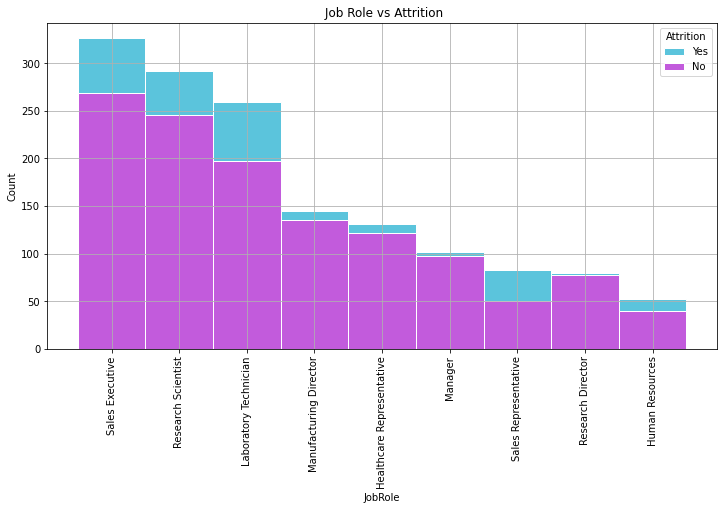 Job Role vs Attrition
Attrition
Yes
No
300
250
200
150
100
50
0
Count
Sales Executive
Research Scientist
Laboratory Technician
Manufacturing Director
Healthcare Representative
Manager
Sales Representative
Research Director
Human Resources
JobRole